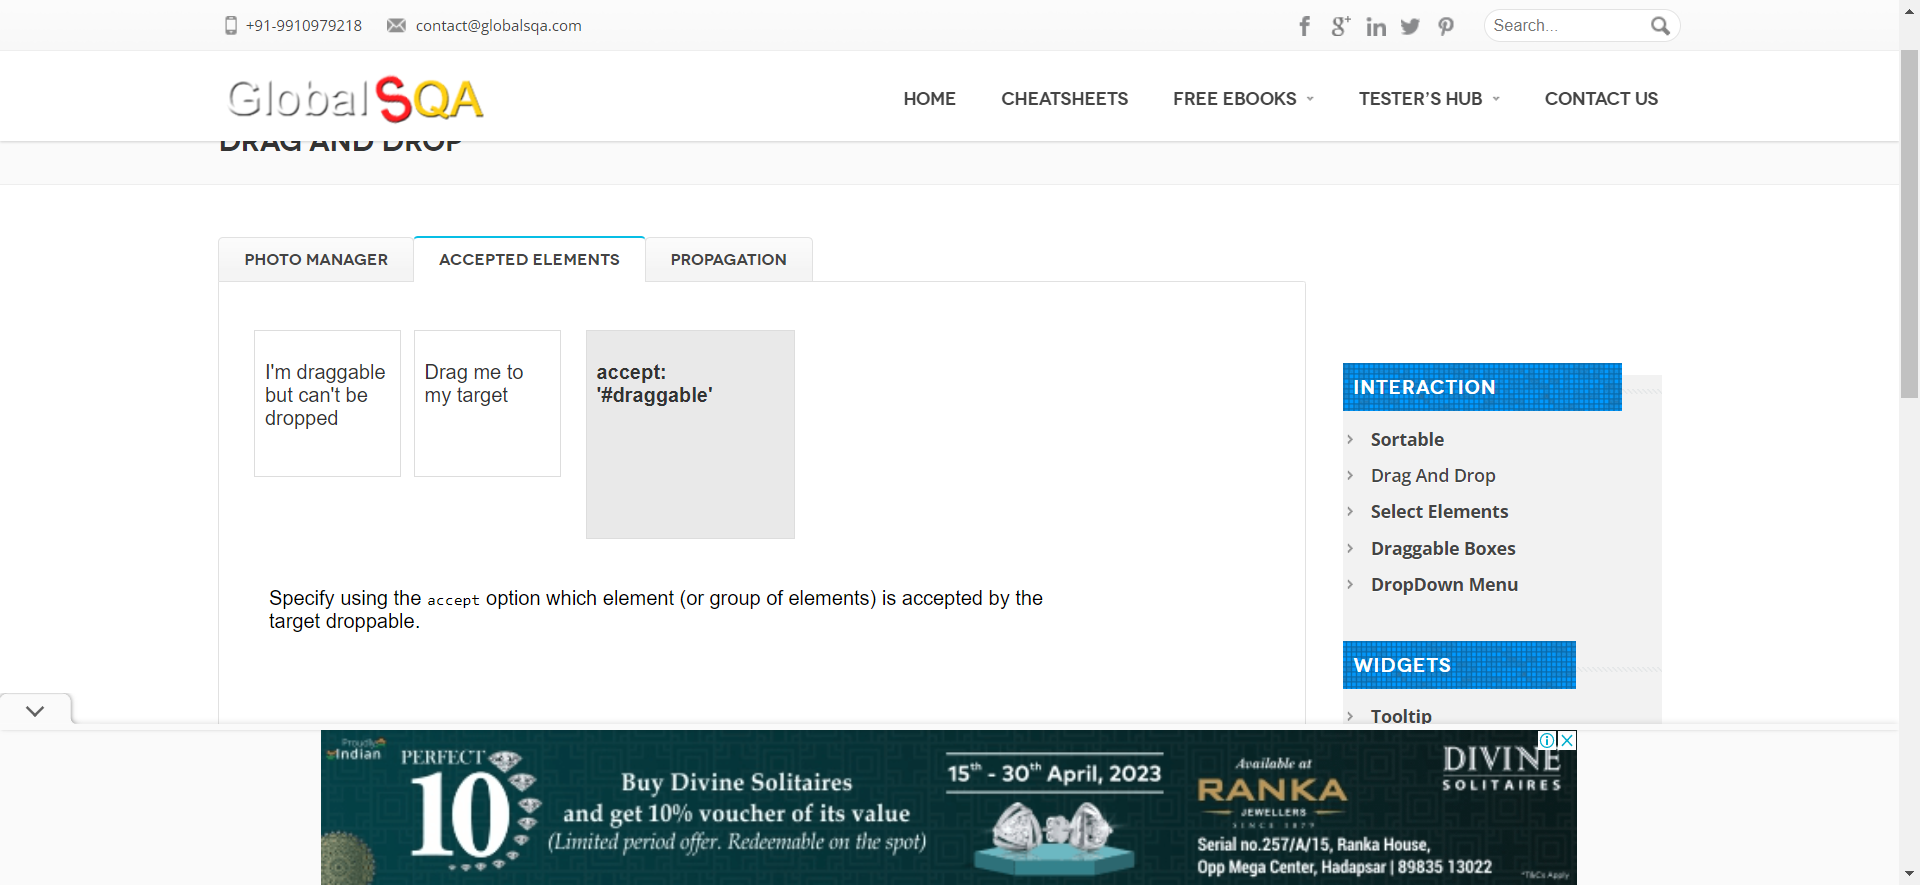 +91-9910979218 contact@globalsqa.com Search...
GlobalSQA HOME CHEATSHEETS FREE EBOOKS TESTER'S HUB CONTACT US
DRAG AND DROP
PHOTO MANAGER ACCEPTED ELEMENTS PROPAGATION
I'm draggable
but can't be
dropped
Drag me to
my target
accept:
'#draggable'
Specify using the accept option which element (or group of elements) is accepted by the
target droppable.
INTERACTION
Sortable
Drag And Drop
Select Elements
Draggable Boxes
DropDown Menu
WIDGETS
Tooltip
Proudly
Indian
PERFECT
10
Buy Divine Solitaires
and get 10% voucher of its value
(Limited period offer. Redeemable on the spot)
15th - 30th April, 2023
Available at
RANKA
JEWELLERS
SINCE 1879
Serial no.257/A/15, Ranka House,
Opp Mega Center, Hadapsar | 89835 13022
DIVINE
SOLITAIRES
*T&Cs Apply